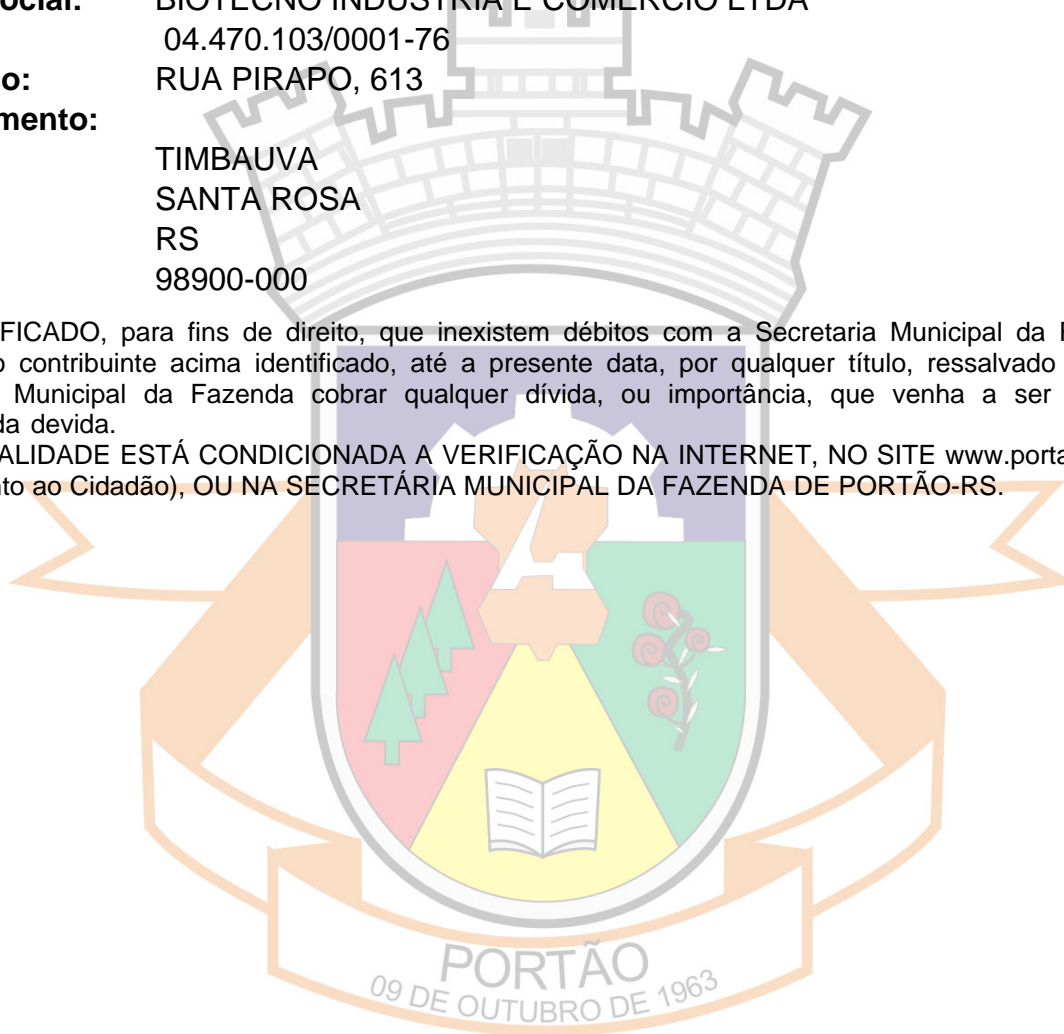 ocial: BIOTECNO INDUSTRIA E COMERCIO LTDA
04.470.103/0001-76
o: RUA PIRAPO, 613
mento:
TIMBAUVA
SANTA ROSA
RS
98900-000
FICADO, para fins de direito, que inexistem débitos com a Secretaria Municipal da
o contribuinte acima identificado, até a presente data, por qualquer título, ressalvado
Municipal da Fazenda cobrar qualquer dívida, ou importância, que venha a ser
da devida.
ALIDADE ESTÁ CONDICIONADA A VERIFICAÇÃO NA INTERNET, NO SITE www.porta
nto ao Cidadão), OU NA SECRETÁRIA MUNICIPAL DA FAZENDA DE PORTÃO-RS.
PORTÃO
09 DE OUTUBRO DE 1963